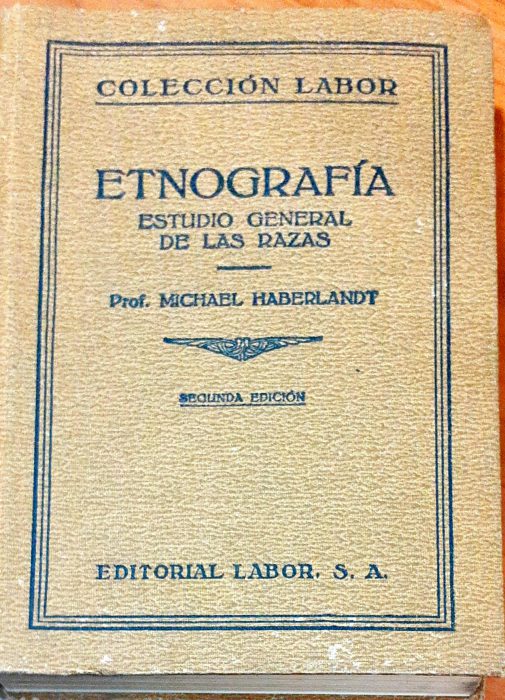 COLECCIÓN LABOR
ETNOGRAFÍA
ESTUDIO GENERAL
DE LAS RAZAS
Prof. MICHAEL HABERLANDT
SEGUNDA EDICIÓN
EDITORIAL LABOR, S. A.